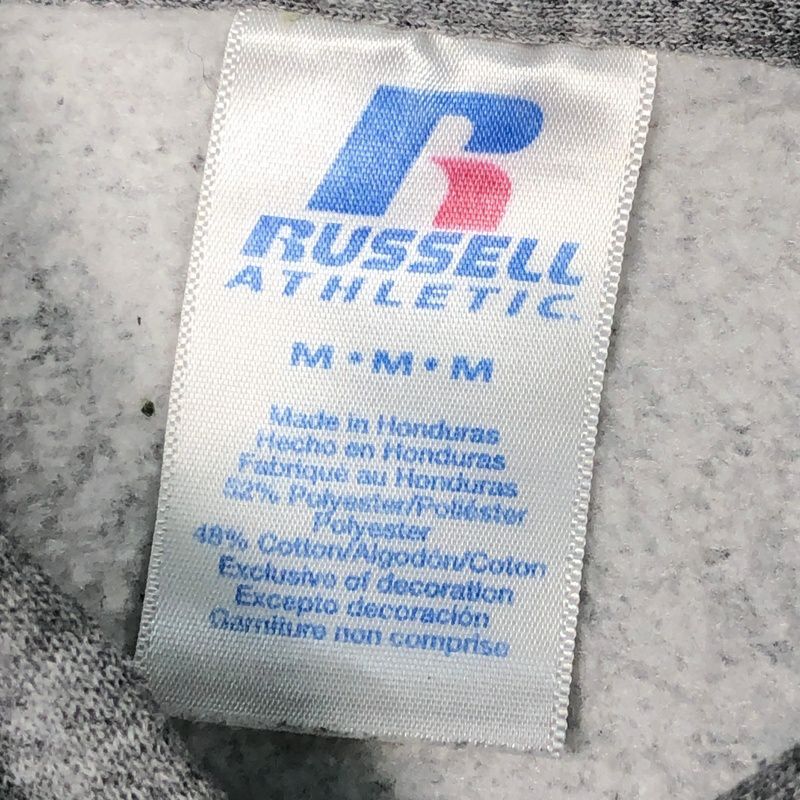 RUSSELL
ATHLETIC
M • M • M
Made in Honduras
Hecho en Honduras
Fabriqué au Honduras
52% Polyester/Poliéster
Polyester
48% Cotton/Algodón/Coton
Exclusive of decoration
Excepto decoración
Garniture non comprise